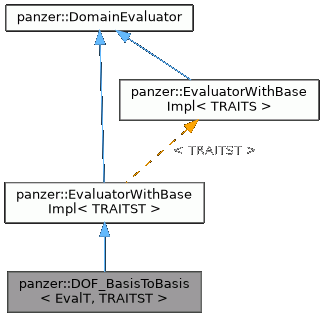 panzer::DomainEvaluator
panzer::EvaluatorWithBase
Impl< TRAITS >
< TRAITST >
panzer::EvaluatorWithBase
Impl< TRAITST >
panzer::DOF_BasisToBasis
< EvalT, TRAITST >